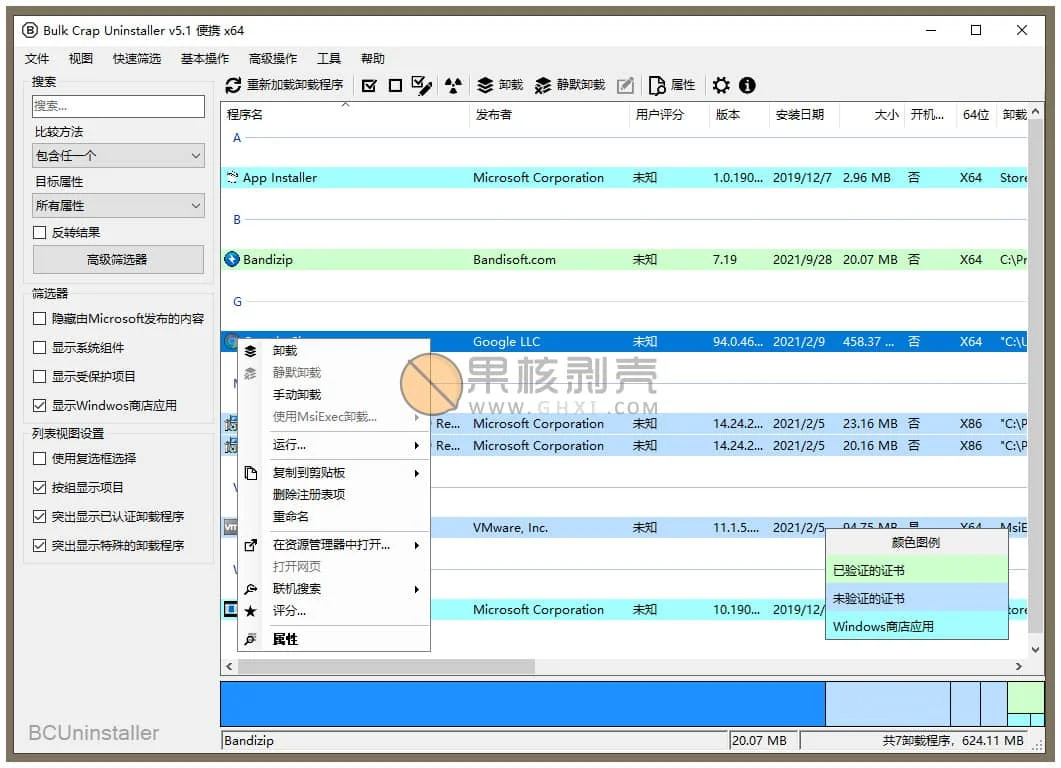 Bulk Crap Uninstaller v5.1 便携 x64
文件 视图 快速筛选 基本操作 高级操作 工具 帮助
搜索
搜索...
比较方法
包含任一个
目标属性
所有属性
反转结果
高级筛选器
筛选器
隐藏由Microsoft发布的内容
显示系统组件
显示受保护项目
显示Windwos商店应用
列表视图设置
使用复选框选择
按组显示项目
突出显示已认证卸载程序
突出显示特殊的卸载程序
BCUninstaller
重新加载卸载程序 卸载 静默卸载 属性
程序名 发布者 用户评分 版本 安装日期 大小 开机... 64位 卸载
A
App Installer Microsoft Corporation 未知 1.0.190... 2019/12/7 2.96 MB 否 X64 Store
B
Bandizip Bandisoft.com 未知 7.19 2021/9/28 20.07 MB 否 X64 C:\Pr
G
Google LLC 未知 94.0.46... 2021/2/9 458.37 ... 否 X64 "C:\U
Re... Microsoft Corporation 未知 14.24.2... 2021/2/5 23.16 MB 否 X86 "C:\P
Re... Microsoft Corporation 未知 14.24.2... 2021/2/5 20.16 MB 否 X86 "C:\P
vm VMware, Inc. 未知 11.1.5.... 2021/2/5 94.75 MB 是 X64 MsiE
Microsoft Corporation 未知 10.190... 2019/12/ tore
卸载
静默卸载
手动卸载
使用MsiExec卸载...
运行...
复制到剪贴板
删除注册表项
重命名
在资源管理器中打开...
打开网页
联机搜索
评分...
属性
果核剥壳
WWW.GHXI.COM
颜色图例
已验证的证书
未验证的证书
Windows商店应用
Bandizip 20.07 MB 共7卸载程序，624.11 MB